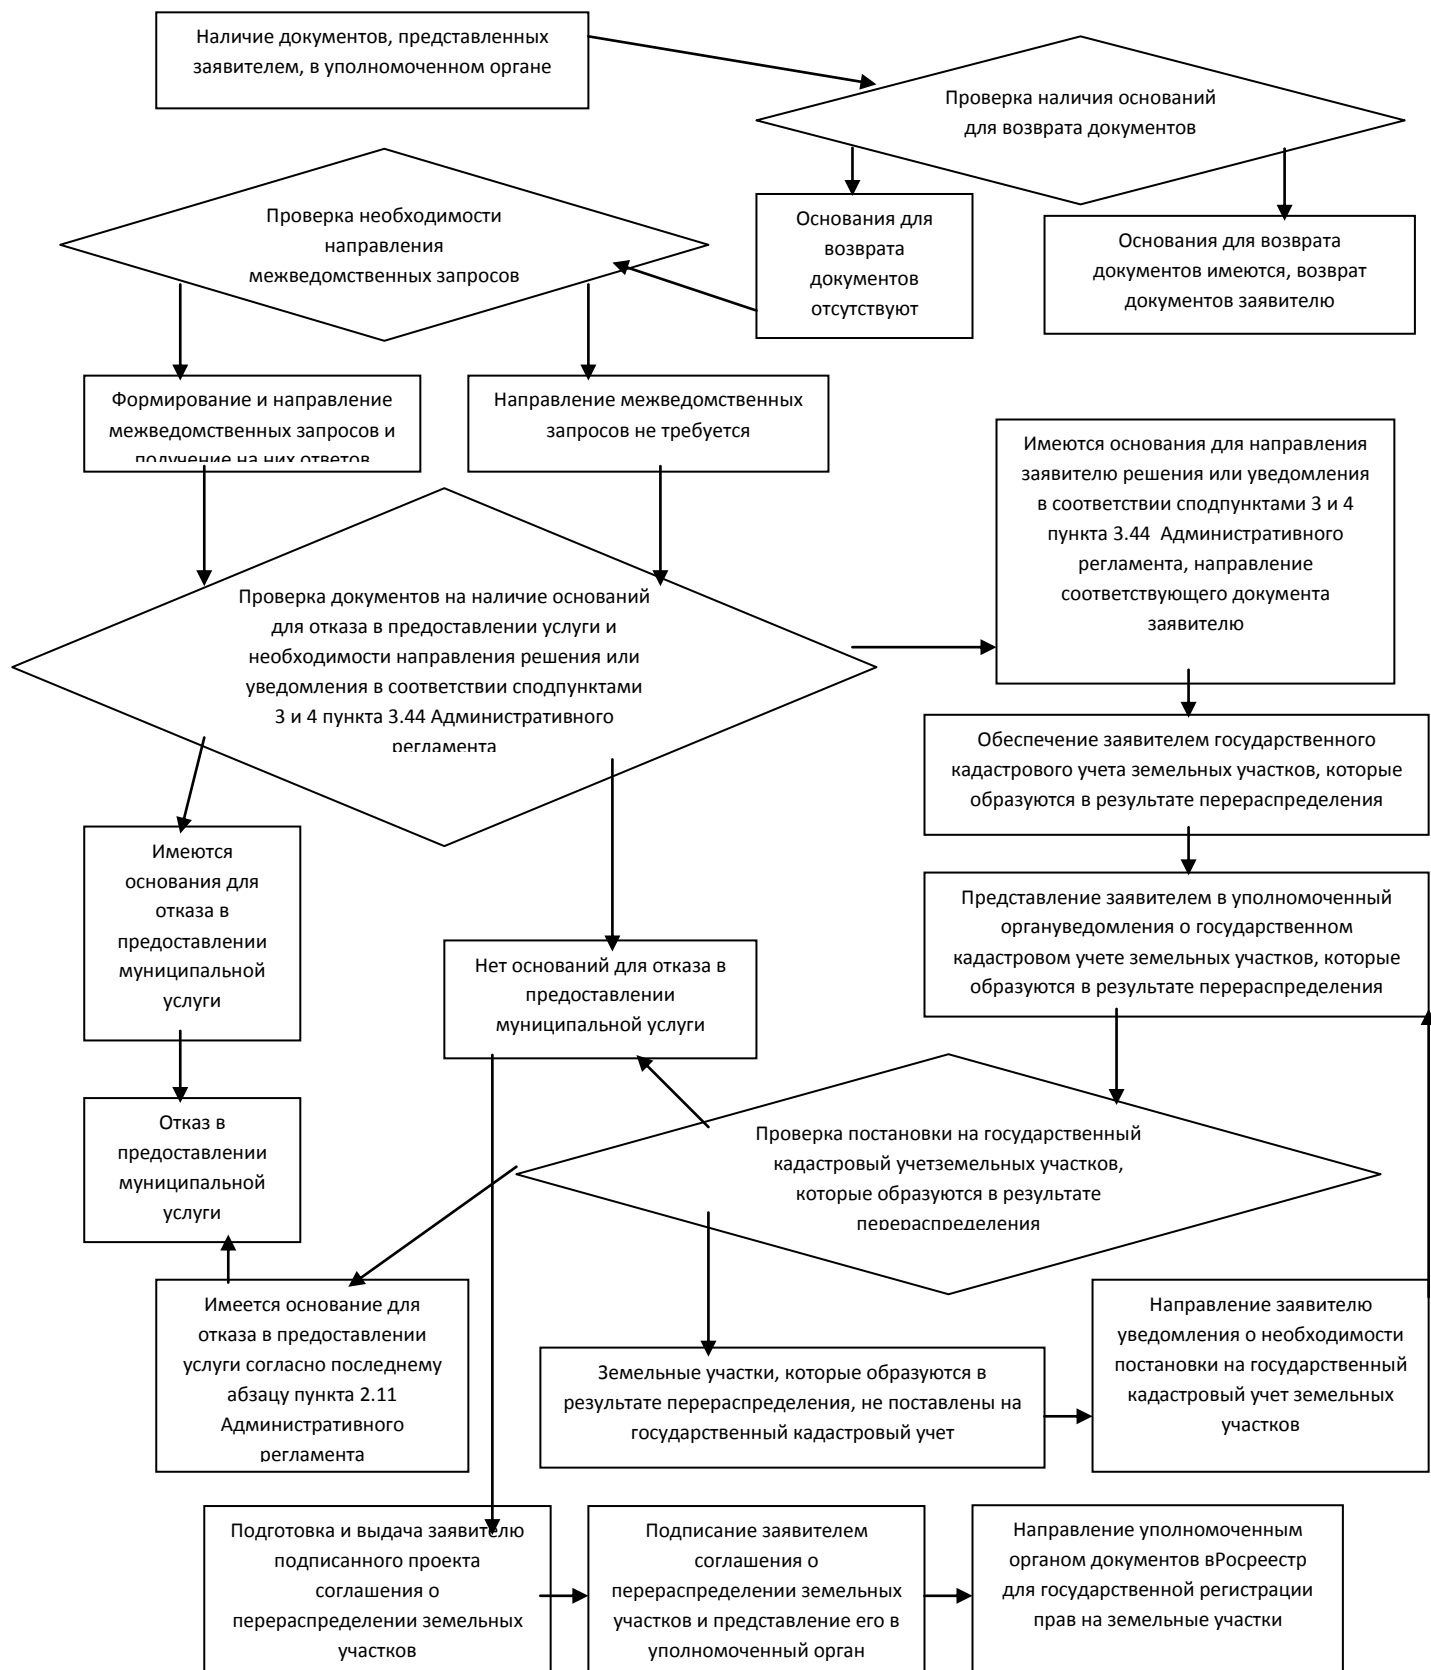 Наличие документов, представленных
заявителем, в уполномоченном органе
Проверка наличия оснований
для возврата документов
Проверка необходимости
направления
межведомственных запросов
Основания для
возврата
документов
отсутствуют
Основания для возврата
документов имеются, возврат
документов заявителю
Формирование и направление
межведомственных запросов и
получение на них ответов
Направление межведомственных
запросов не требуется
Имеются основания для направления
заявителю решения или уведомления
в соответствии сподпунктами 3 и 4
пункта 3.44 Административного
регламента, направление
соответствующего документа
заявителю
Проверка документов на наличие оснований
для отказа в предоставлении услуги и
необходимости направления решения или
уведомления в соответствии сподпунктами
3 и 4 пункта 3.44 Административного
регламента
Обеспечение заявителем государственного
кадастрового учета земельных участков, которые
образуются в результате перераспределения
Имеются
основания для
отказа в
предоставлении
муниципальной
услуги
Представление заявителем в уполномоченный
органуведомления о государственном
кадастровом учете земельных участков, которые
образуются в результате перераспределения
Нет оснований для отказа в
предоставлении
муниципальной услуги
Отказ в
предоставлении
муниципальной
услуги
Проверка постановки на государственный
кадастровый учетземельных участков,
которые образуются в результате
перераспределения
Имеется основание для
отказа в предоставлении
услуги согласно последнему
абзацу пункта 2.11
Административного
регламента
Земельные участки, которые образуются в
результате перераспределения, не поставлены на
государственный кадастровый учет
Направление заявителю
уведомления о необходимости
постановки на государственный
кадастровый учет земельных
участков
Подготовка и выдача заявителю
подписанного проекта
соглашения о
перераспределении земельных
участков
Подписание заявителем
соглашения о
перераспределении земельных
участков и представление его в
уполномоченный орган
Направление уполномоченным
органом документов вРосреестр
для государственной регистрации
прав на земельные участки